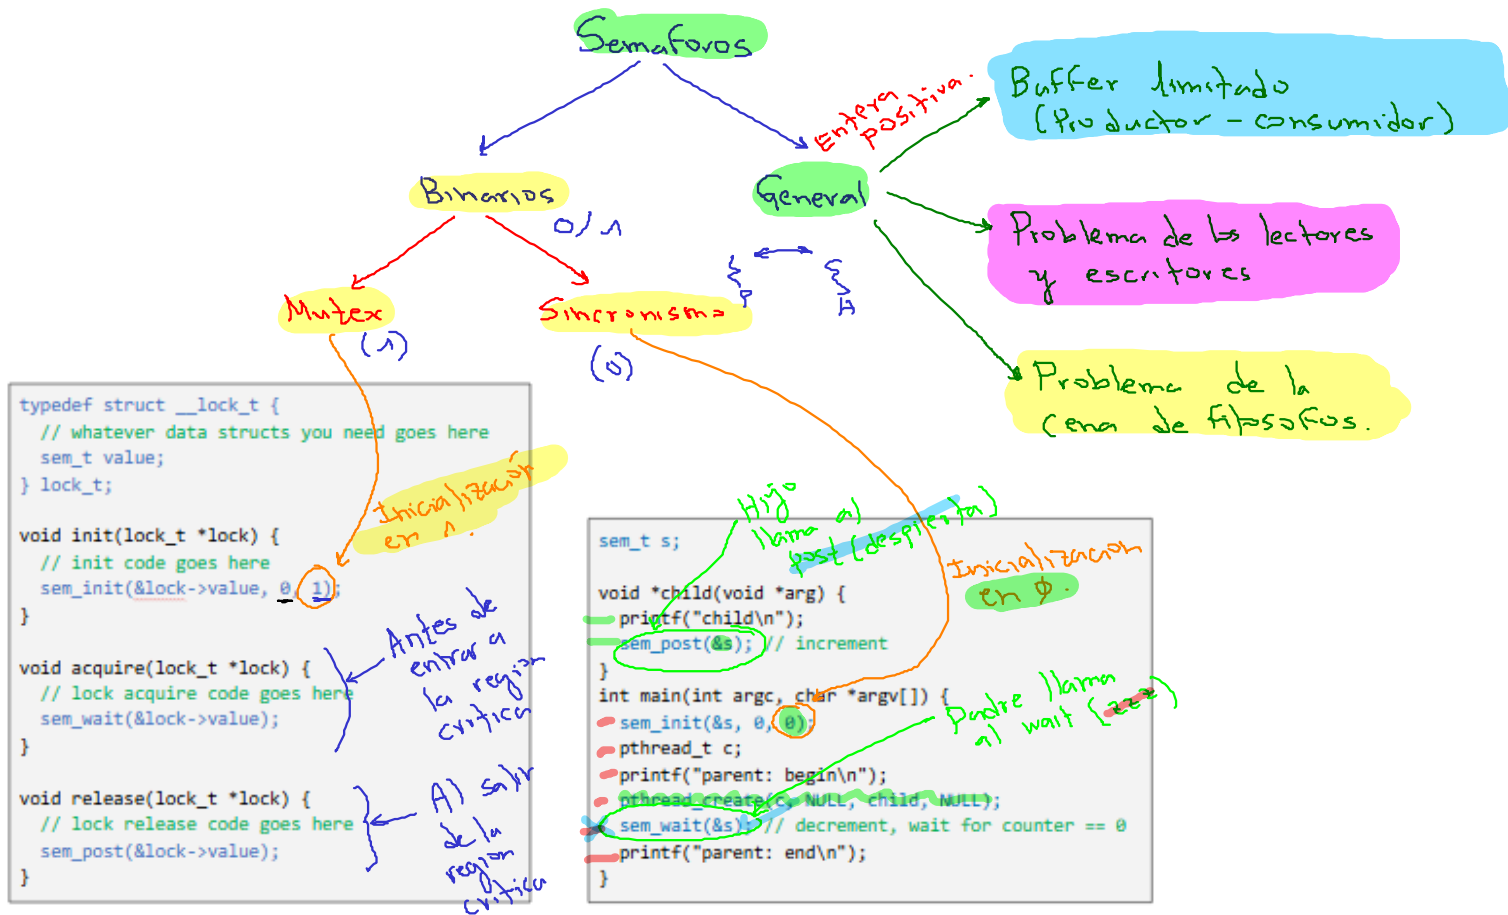 Semaforos
Entera
positiva.
Buffer limitado
(Productor - consumidor)
Binarios
0/1
General
Problema de los lectores
y escritores
P
H
Mutex
(1)
Sincronismo
(0)
Problema de la
cena de filosofos.
typedef struct __lock_t {
// whatever data structs you need goes here
sem_t value;
} lock_t;
void init(lock_t *lock) {
// init code goes here
sem_init(&lock->value, 0, 1);
}
void acquire(lock_t *lock) {
// lock acquire code goes here
sem_wait(&lock->value);
}
void release(lock_t *lock) {
// lock release code goes here
sem_post(&lock->value);
}
Inicialización
en 1.
Antes de
entrar a
la region
critica
Al salir
de la
region
critica
Hijo
llama al
post (despierta)
sem_t s;
void *child(void *arg) {
printf("child\n");
sem_post(&s); // increment
}
int main(int argc, char *argv[]) {
sem_init(&s, 0, 0);
pthread_t c;
printf("parent: begin\n");
pthread_create(c, NULL, child, NULL);
sem_wait(&s); // decrement, wait for counter == 0
printf("parent: end\n");
}
Inicialización
en 0.
Padre llama
al wait (zzz)